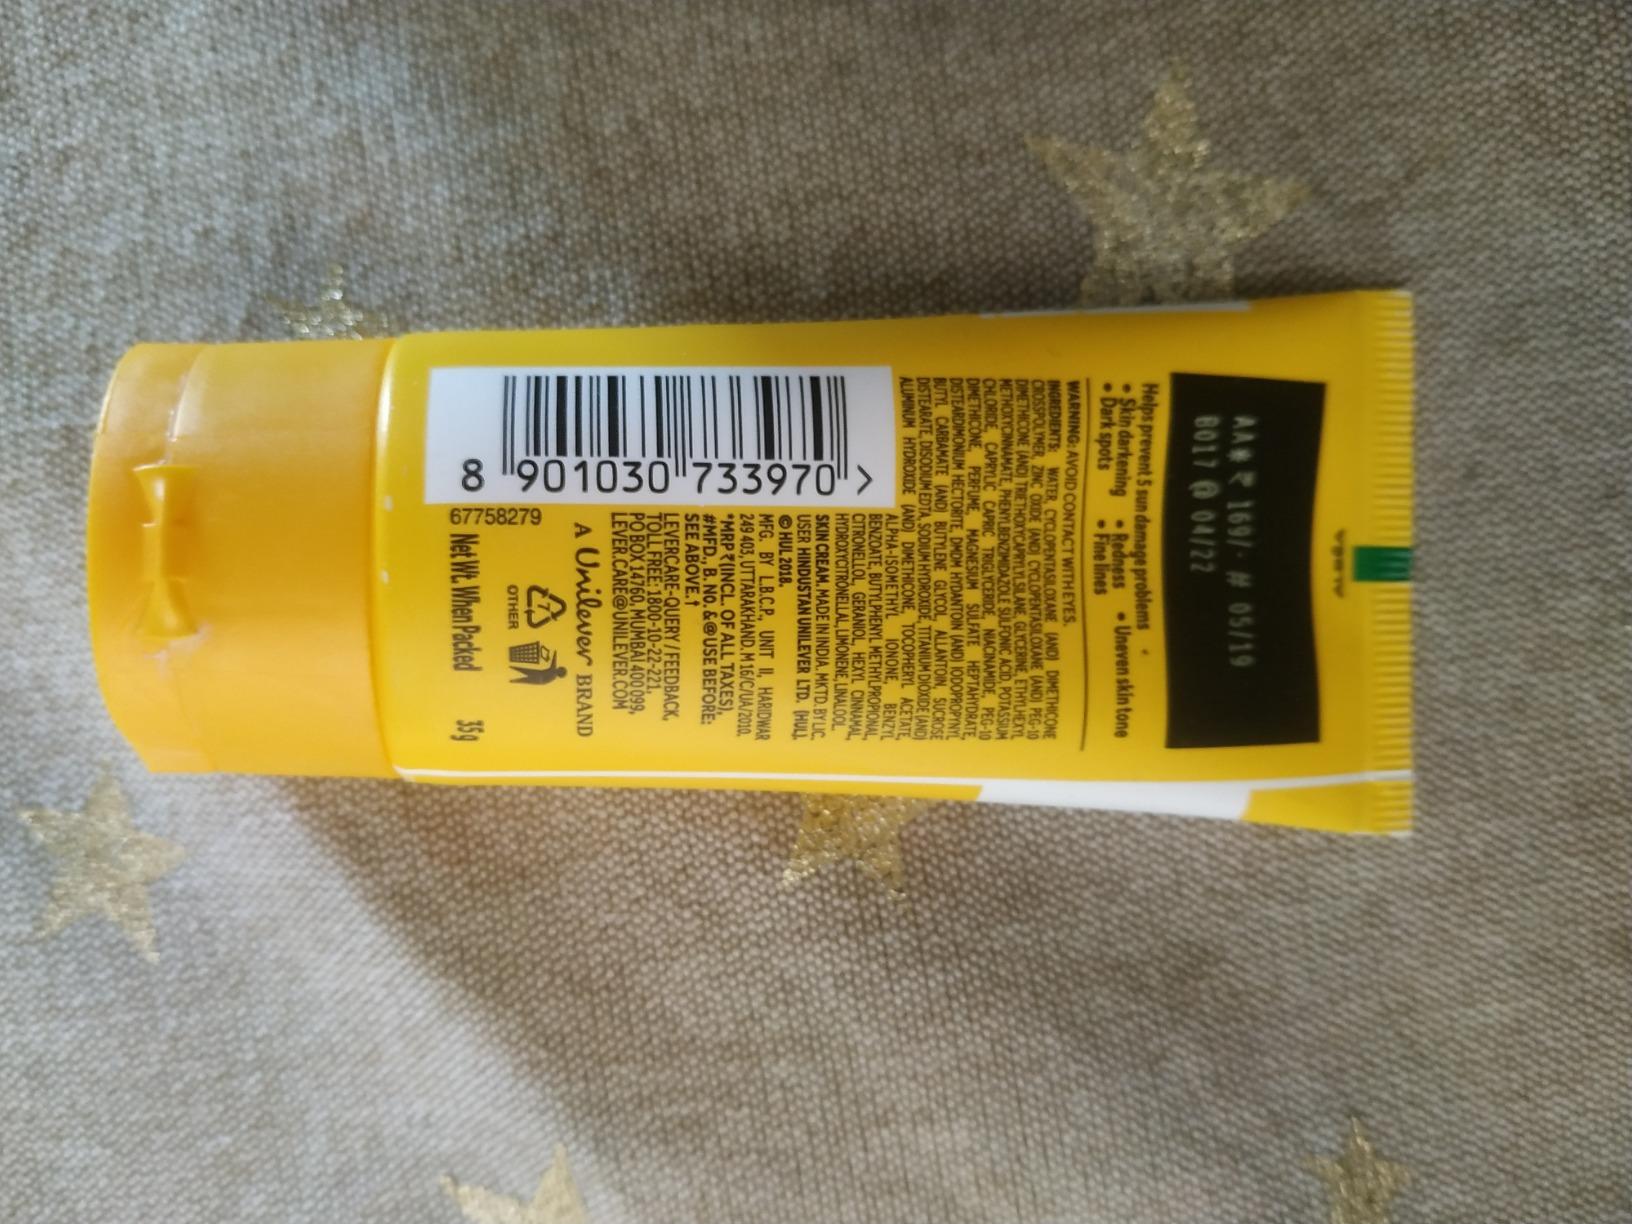 AA* ₹ 169/- # 05/19
B017 @ 04/22
Helps prevent 5 sun damage problems
• Skin darkening • Redness • Uneven skin tone
• Dark spots • Fine lines
WARNING: AVOID CONTACT WITH EYES.
INGREDIENTS: WATER, CYCLOPENTASILOXANE (AND) DIMETHICONE
CROSSPOLYMER, ZINC OXIDE (AND) CYCLOPENTASILOXANE (AND) PEG-10
DIMETHICONE (AND) TRIETHOXYCAPRYLYLSILANE, GLYCERINE, ETHYLHEXYL
METHOXYCINNAMATE, PHENYLBENZIMIDAZOLE SULFONIC ACID, POTASSIUM
CHLORIDE, CAPRYLIC CAPRIC TRIGLYCERIDE, NIACINAMIDE, PEG-10
DIMETHICONE, PERFUME, MAGNESIUM SULFATE HEPTAHYDRATE,
DISTEARDIMONIUM HECTORITE, DMDM HYDANTOIN (AND) IODOPROPYNYL
BUTYL CARBAMATE (AND) BUTYLENE GLYCOL, ALLANTOIN, SUCROSE
DISTEARATE, DISODIUM EDTA, SODIUM HYDROXIDE, TITANIUM DIOXIDE (AND)
ALUMINUM HYDROXIDE (AND) DIMETHICONE, TOCOPHERYL ACETATE,
ALPHA-ISOMETHYL IONONE, BENZYL
BENZOATE, BUTYLPHENYL METHYLPROPIONAL,
CITRONELLOL, GERANIOL, HEXYL CINNAMAL,
HYDROXYCITRONELLAL, LIMONENE, LINALOOL.
SKIN CREAM. MADE IN INDIA. MKTD. BY LIC.
USER HINDUSTAN UNILEVER LTD. (HUL).
© HUL 2018.
MFG. BY L.B.C.P., UNIT II, HARIDWAR
249 403, UTTARAKHAND. M 16/C/UA/2010.
*MRP ₹ (INCL. OF ALL TAXES),
#MFD., B. NO. & @USE BEFORE:
SEE ABOVE.↑
LEVERCARE-QUERY / FEEDBACK,
TOLL FREE: 1800-10-22-221,
PO BOX 14760, MUMBAI 400 099,
LEVER.CARE@UNILEVER.COM
A Unilever BRAND
7
OTHER
8 901030 733970 >
67758279
Net Wt. When Packed 35g